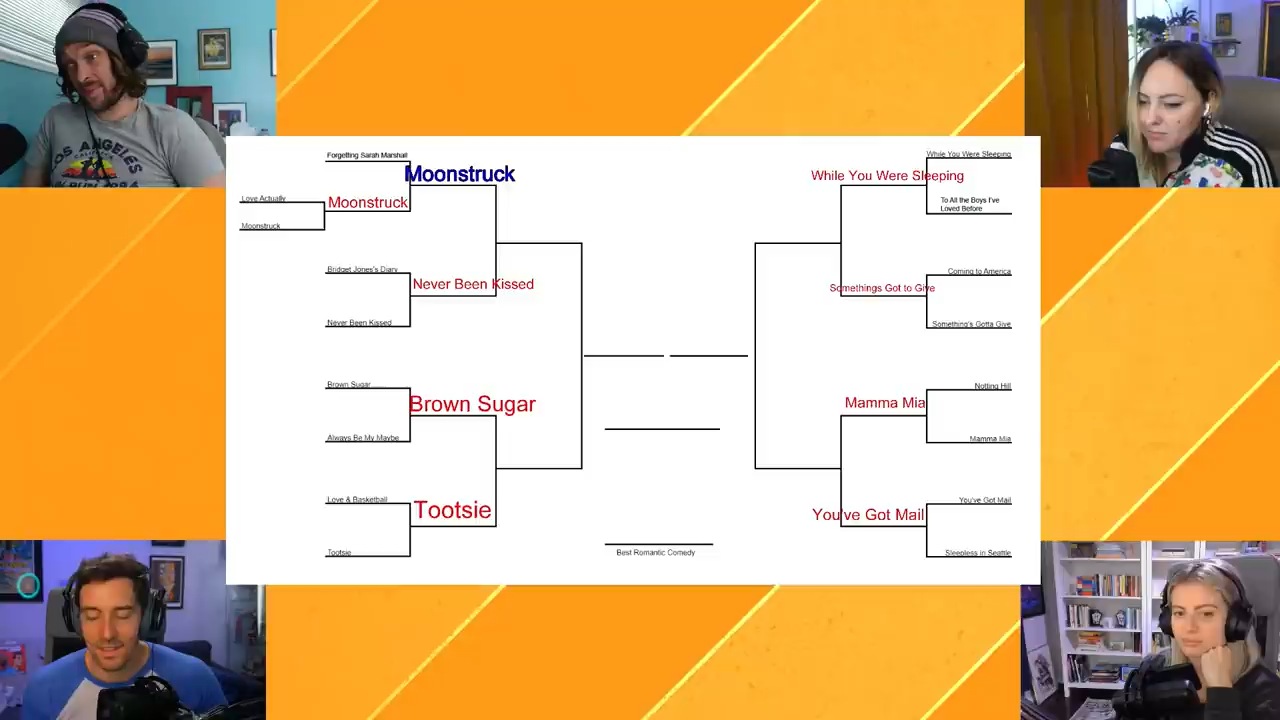 LOS ANGELES
CALIFORNIA
Forgetting Sarah Marshall
Moonstruck
Love Actually
Moonstruck
Moonstruck
Bridget Jones's Diary
Never Been Kissed
Never Been Kissed
Brown Sugar
Brown Sugar
Always Be My Maybe
Love & Basketball
Tootsie
Tootsie
While You Were Sleeping
While You Were Sleeping
To All the Boys I've
Loved Before
Coming to America
Somethings Got to Give
Something's Gotta Give
Notting Hill
Mamma Mia
Mamma Mia
You've Got Mail
You've Got Mail
Sleepless in Seattle
Best Romantic Comedy